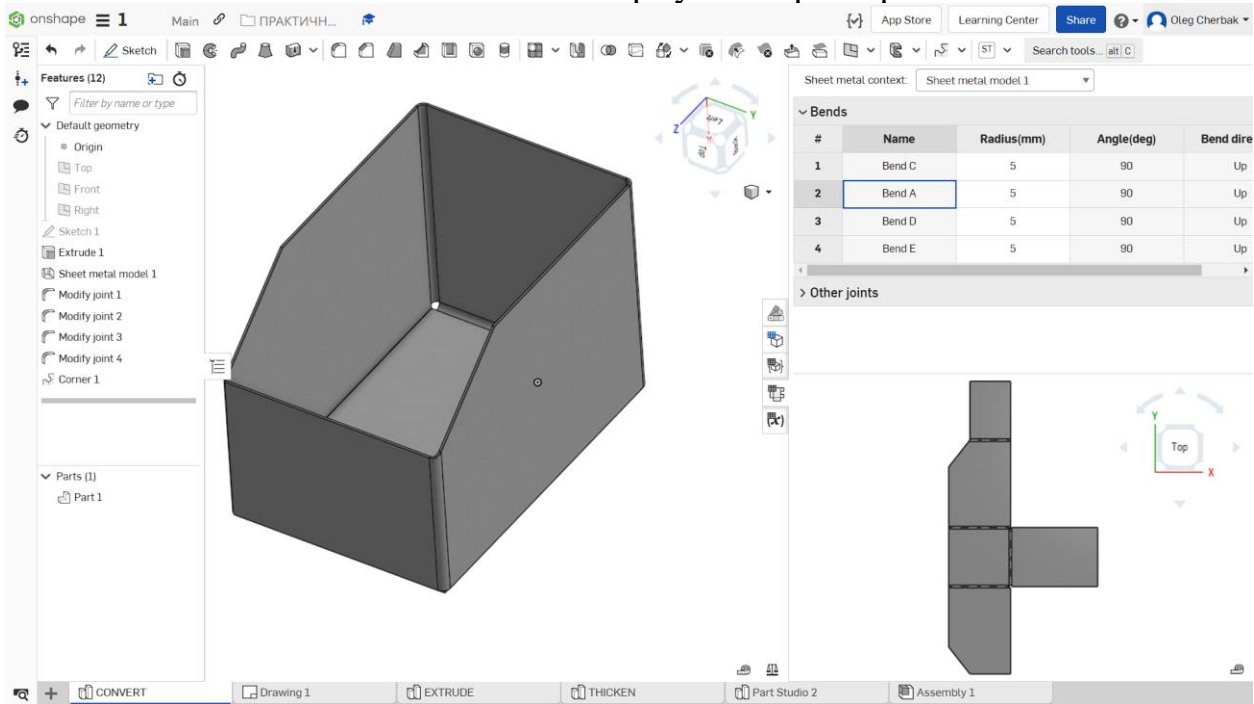 onshape
1
Main
ПРАКТИЧН...
App Store
Learning Center
Share
Oleg Cherbak
Sketch
ST
Search tools... alt C
Features (12)
Filter by name or type
Default geometry
Origin
Top
Front
Right
Sketch 1
Extrude 1
Sheet metal model 1
Modify joint 1
Modify joint 2
Modify joint 3
Modify joint 4
Corner 1
Parts (1)
Part 1
Z
Y
Left
Top
Sheet metal context: Sheet metal model 1
Bends
# Name Radius(mm) Angle(deg) Bend dire
1 Bend C 5 90 Up
2 Bend A 5 90 Up
3 Bend D 5 90 Up
4 Bend E 5 90 Up
Other joints
(x)
Y
Top
X
CONVERT
Drawing 1
EXTRUDE
THICKEN
Part Studio 2
Assembly 1